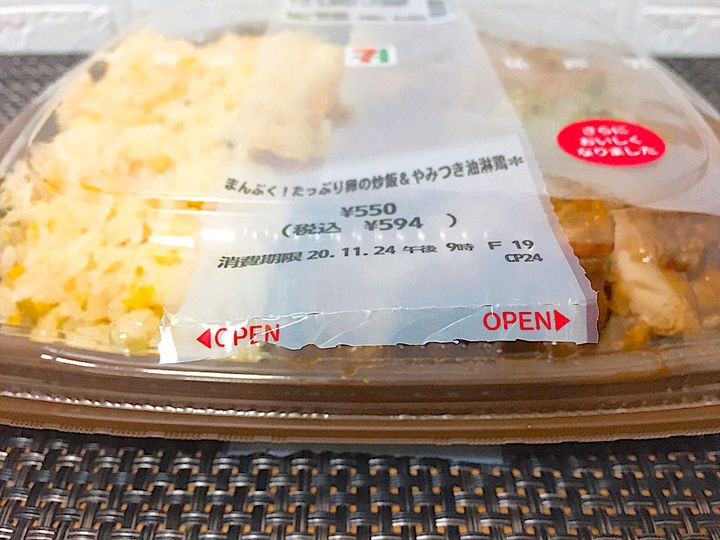 7
さらに
おいしく
なりました
まんぷく!たっぷり卵の炒飯&やみつき油淋鶏*
¥550
(税込 ¥594 )
消費期限 20.11.24 午後 9時 F 19
CP24
◀OPEN
OPEN▶